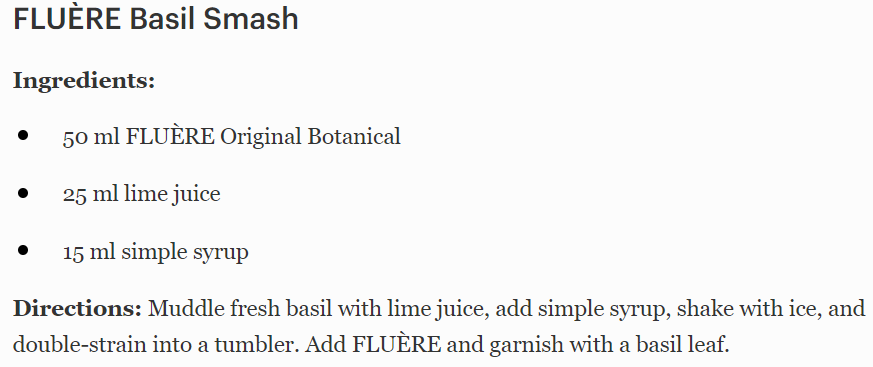 FLUÈRE Basil Smash
Ingredients:
• 50 ml FLUÈRE Original Botanical
• 25 ml lime juice
• 15 ml simple syrup
Directions: Muddle fresh basil with lime juice, add simple syrup, shake with ice, and
double-strain into a tumbler. Add FLUÈRE and garnish with a basil leaf.